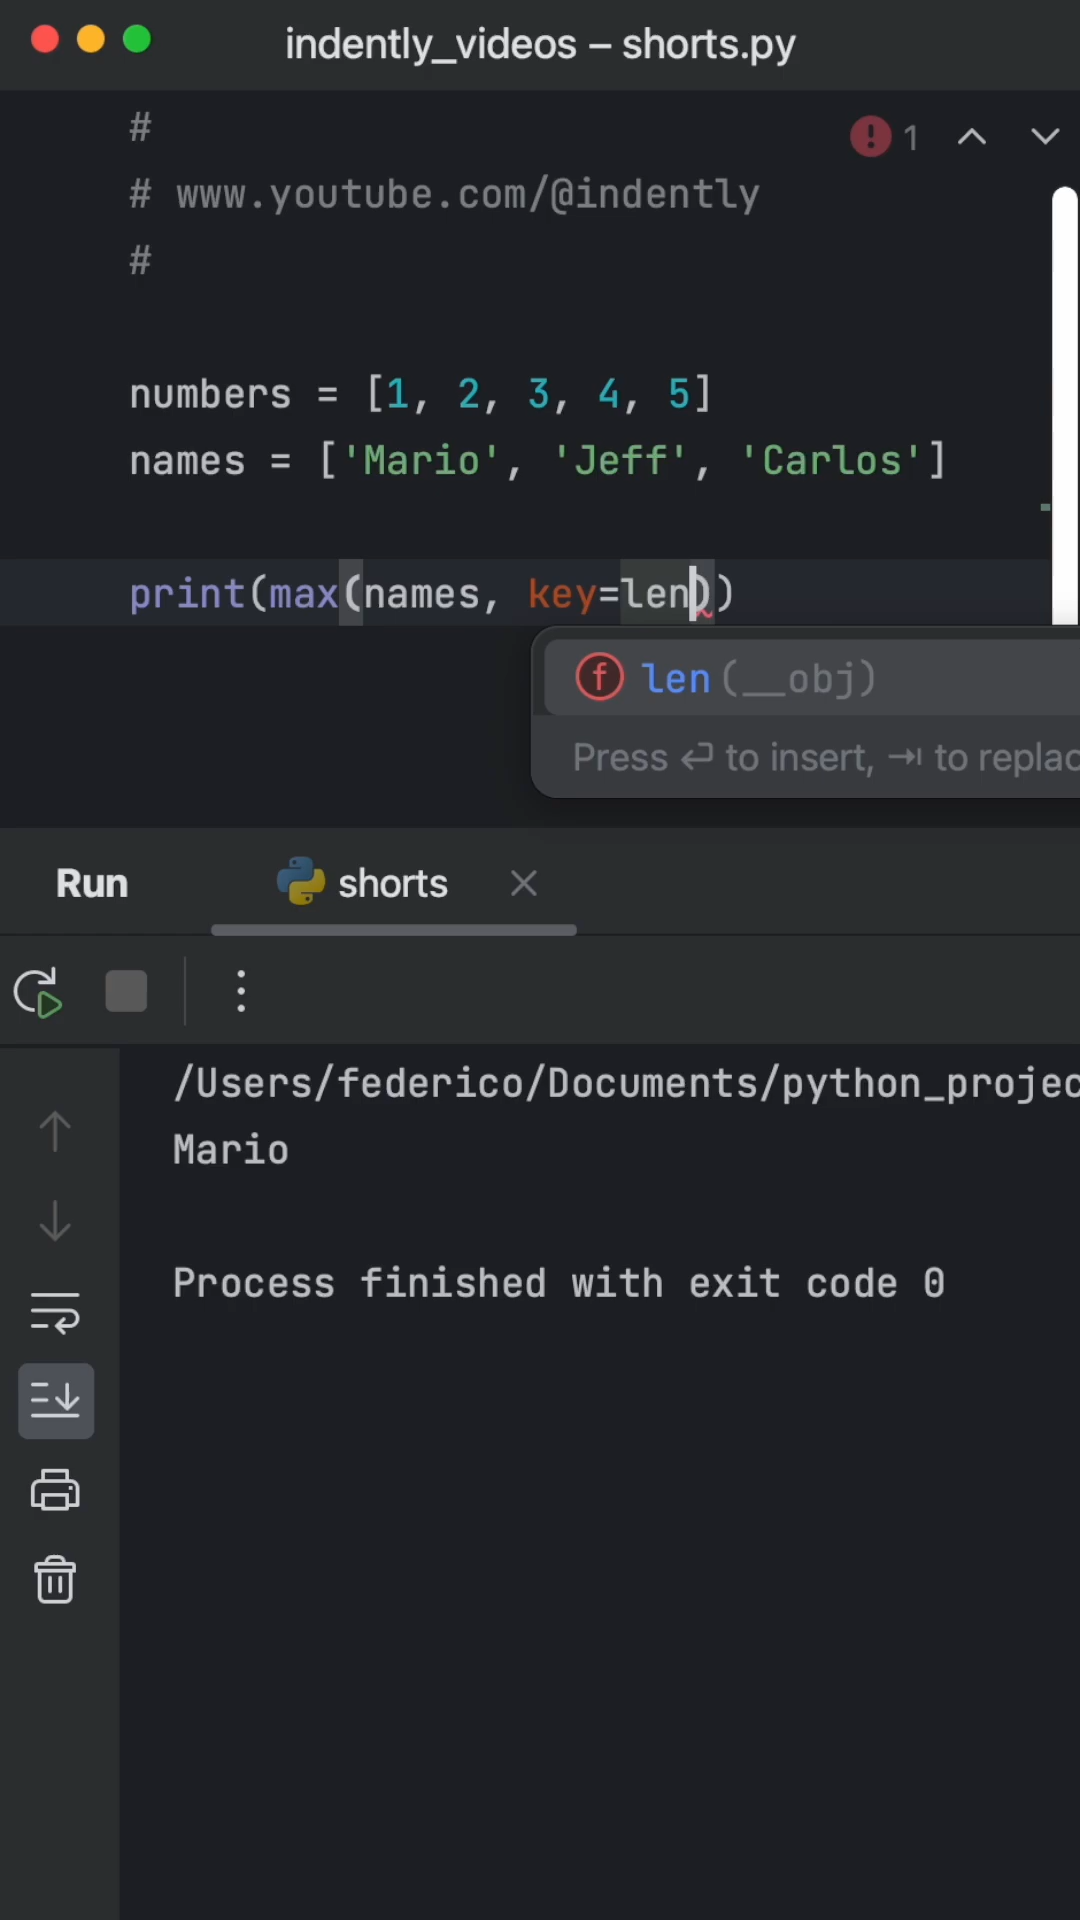 indently_videos – shorts.py
#
1
# www.youtube.com/@indently
#
numbers = [1, 2, 3, 4, 5]
names = ['Mario', 'Jeff', 'Carlos']
print(max(names, key=len))
f len(__obj)
Press ↵ to insert, ⇥ to replac
Run
shorts
/Users/federico/Documents/python_projec
Mario
Process finished with exit code 0